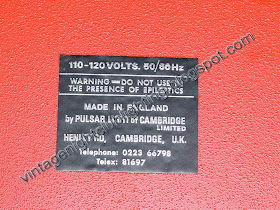 110-120 VOLTS. 50/60Hz
WARNING — DO NOT USE IN
THE PRESENCE OF EPILEPTICS
MADE IN ENGLAND
by PULSAR LIGHT OF CAMBRIDGE
LIMITED
HENLEY RD, CAMBRIDGE, U.K.
Telephone: 0223 66798
Telex: 81697